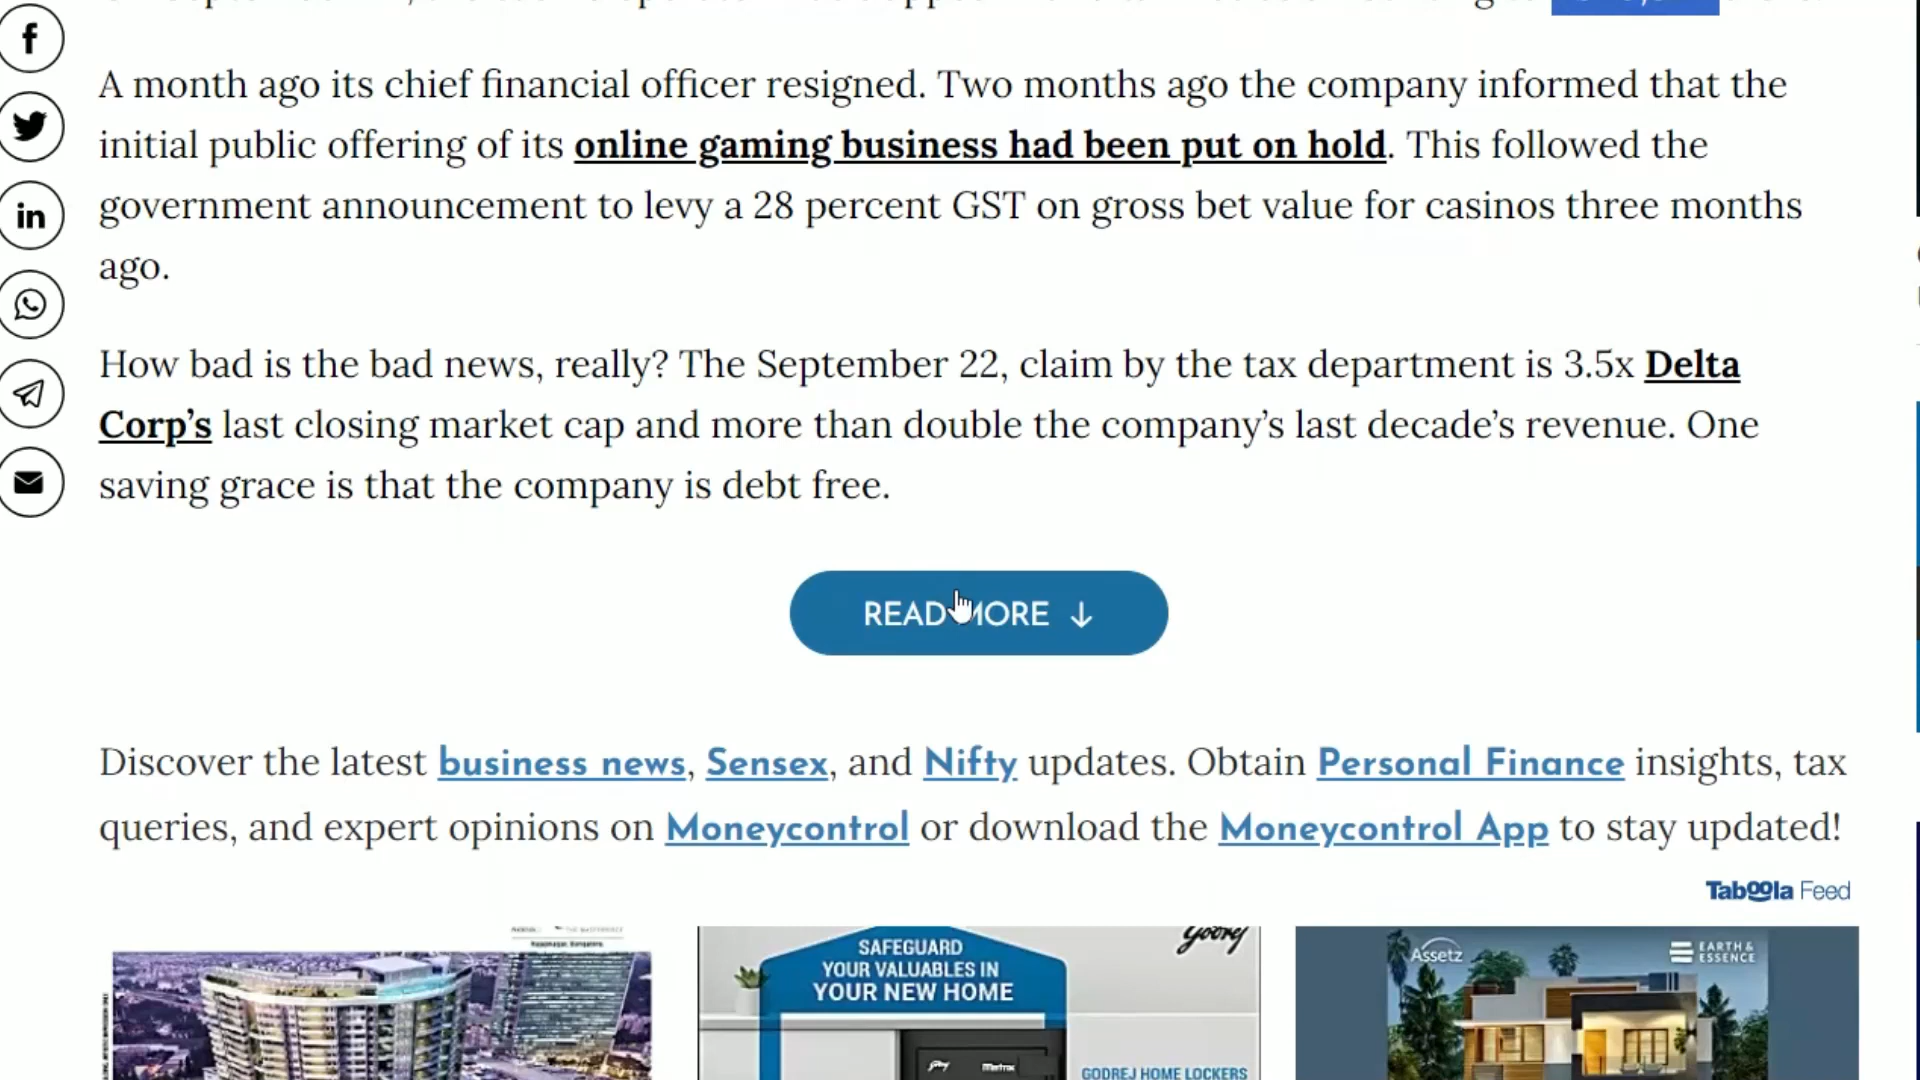 A month ago its chief financial officer resigned. Two months ago the company informed that the
initial public offering of its online gaming business had been put on hold. This followed the
government announcement to levy a 28 percent GST on gross bet value for casinos three months
ago.
How bad is the bad news, really? The September 22, claim by the tax department is 3.5x Delta
Corp’s last closing market cap and more than double the company’s last decade’s revenue. One
saving grace is that the company is debt free.
READ MORE ↓
Discover the latest business news, Sensex, and Nifty updates. Obtain Personal Finance insights, tax
queries, and expert opinions on Moneycontrol or download the Moneycontrol App to stay updated!
Taboola Feed
SAFEGUARD
YOUR VALUABLES IN
YOUR NEW HOME
Godrej
GODREJ HOME LOCKERS
Assetz
EARTH &
ESSENCE